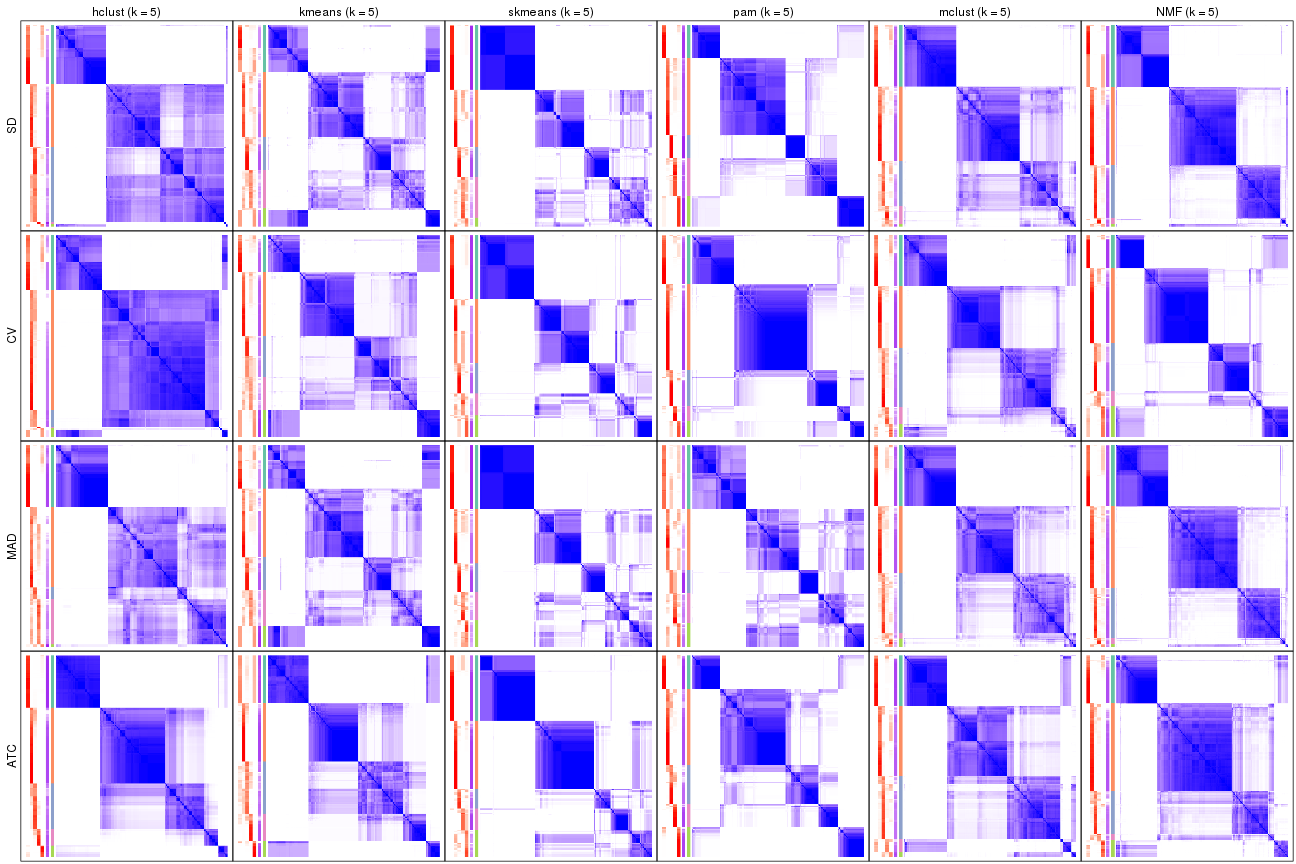 hclust (k = 5) kmeans (k = 5) skmeans (k = 5) pam (k = 5) mclust (k = 5) NMF (k = 5)
SD
CV
MAD
ATC